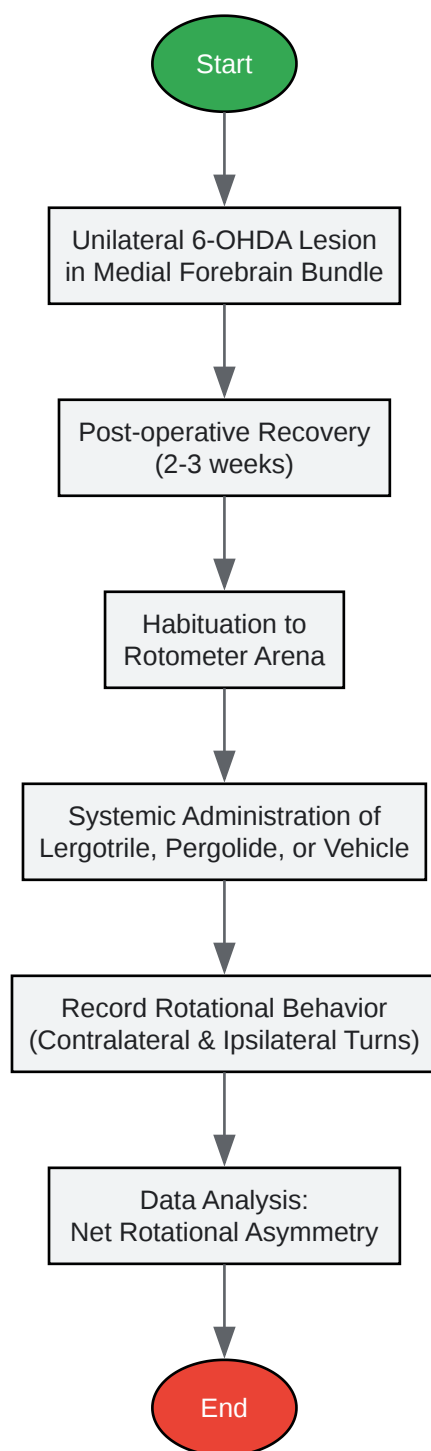 Start
Unilateral 6-OHDA Lesion
in Medial Forebrain Bundle
Post-operative Recovery
(2-3 weeks)
Habituation to
Rotometer Arena
Systemic Administration of
Lergotrile, Pergolide, or Vehicle
Record Rotational Behavior
(Contralateral & Ipsilateral Turns)
Data Analysis:
Net Rotational Asymmetry
End